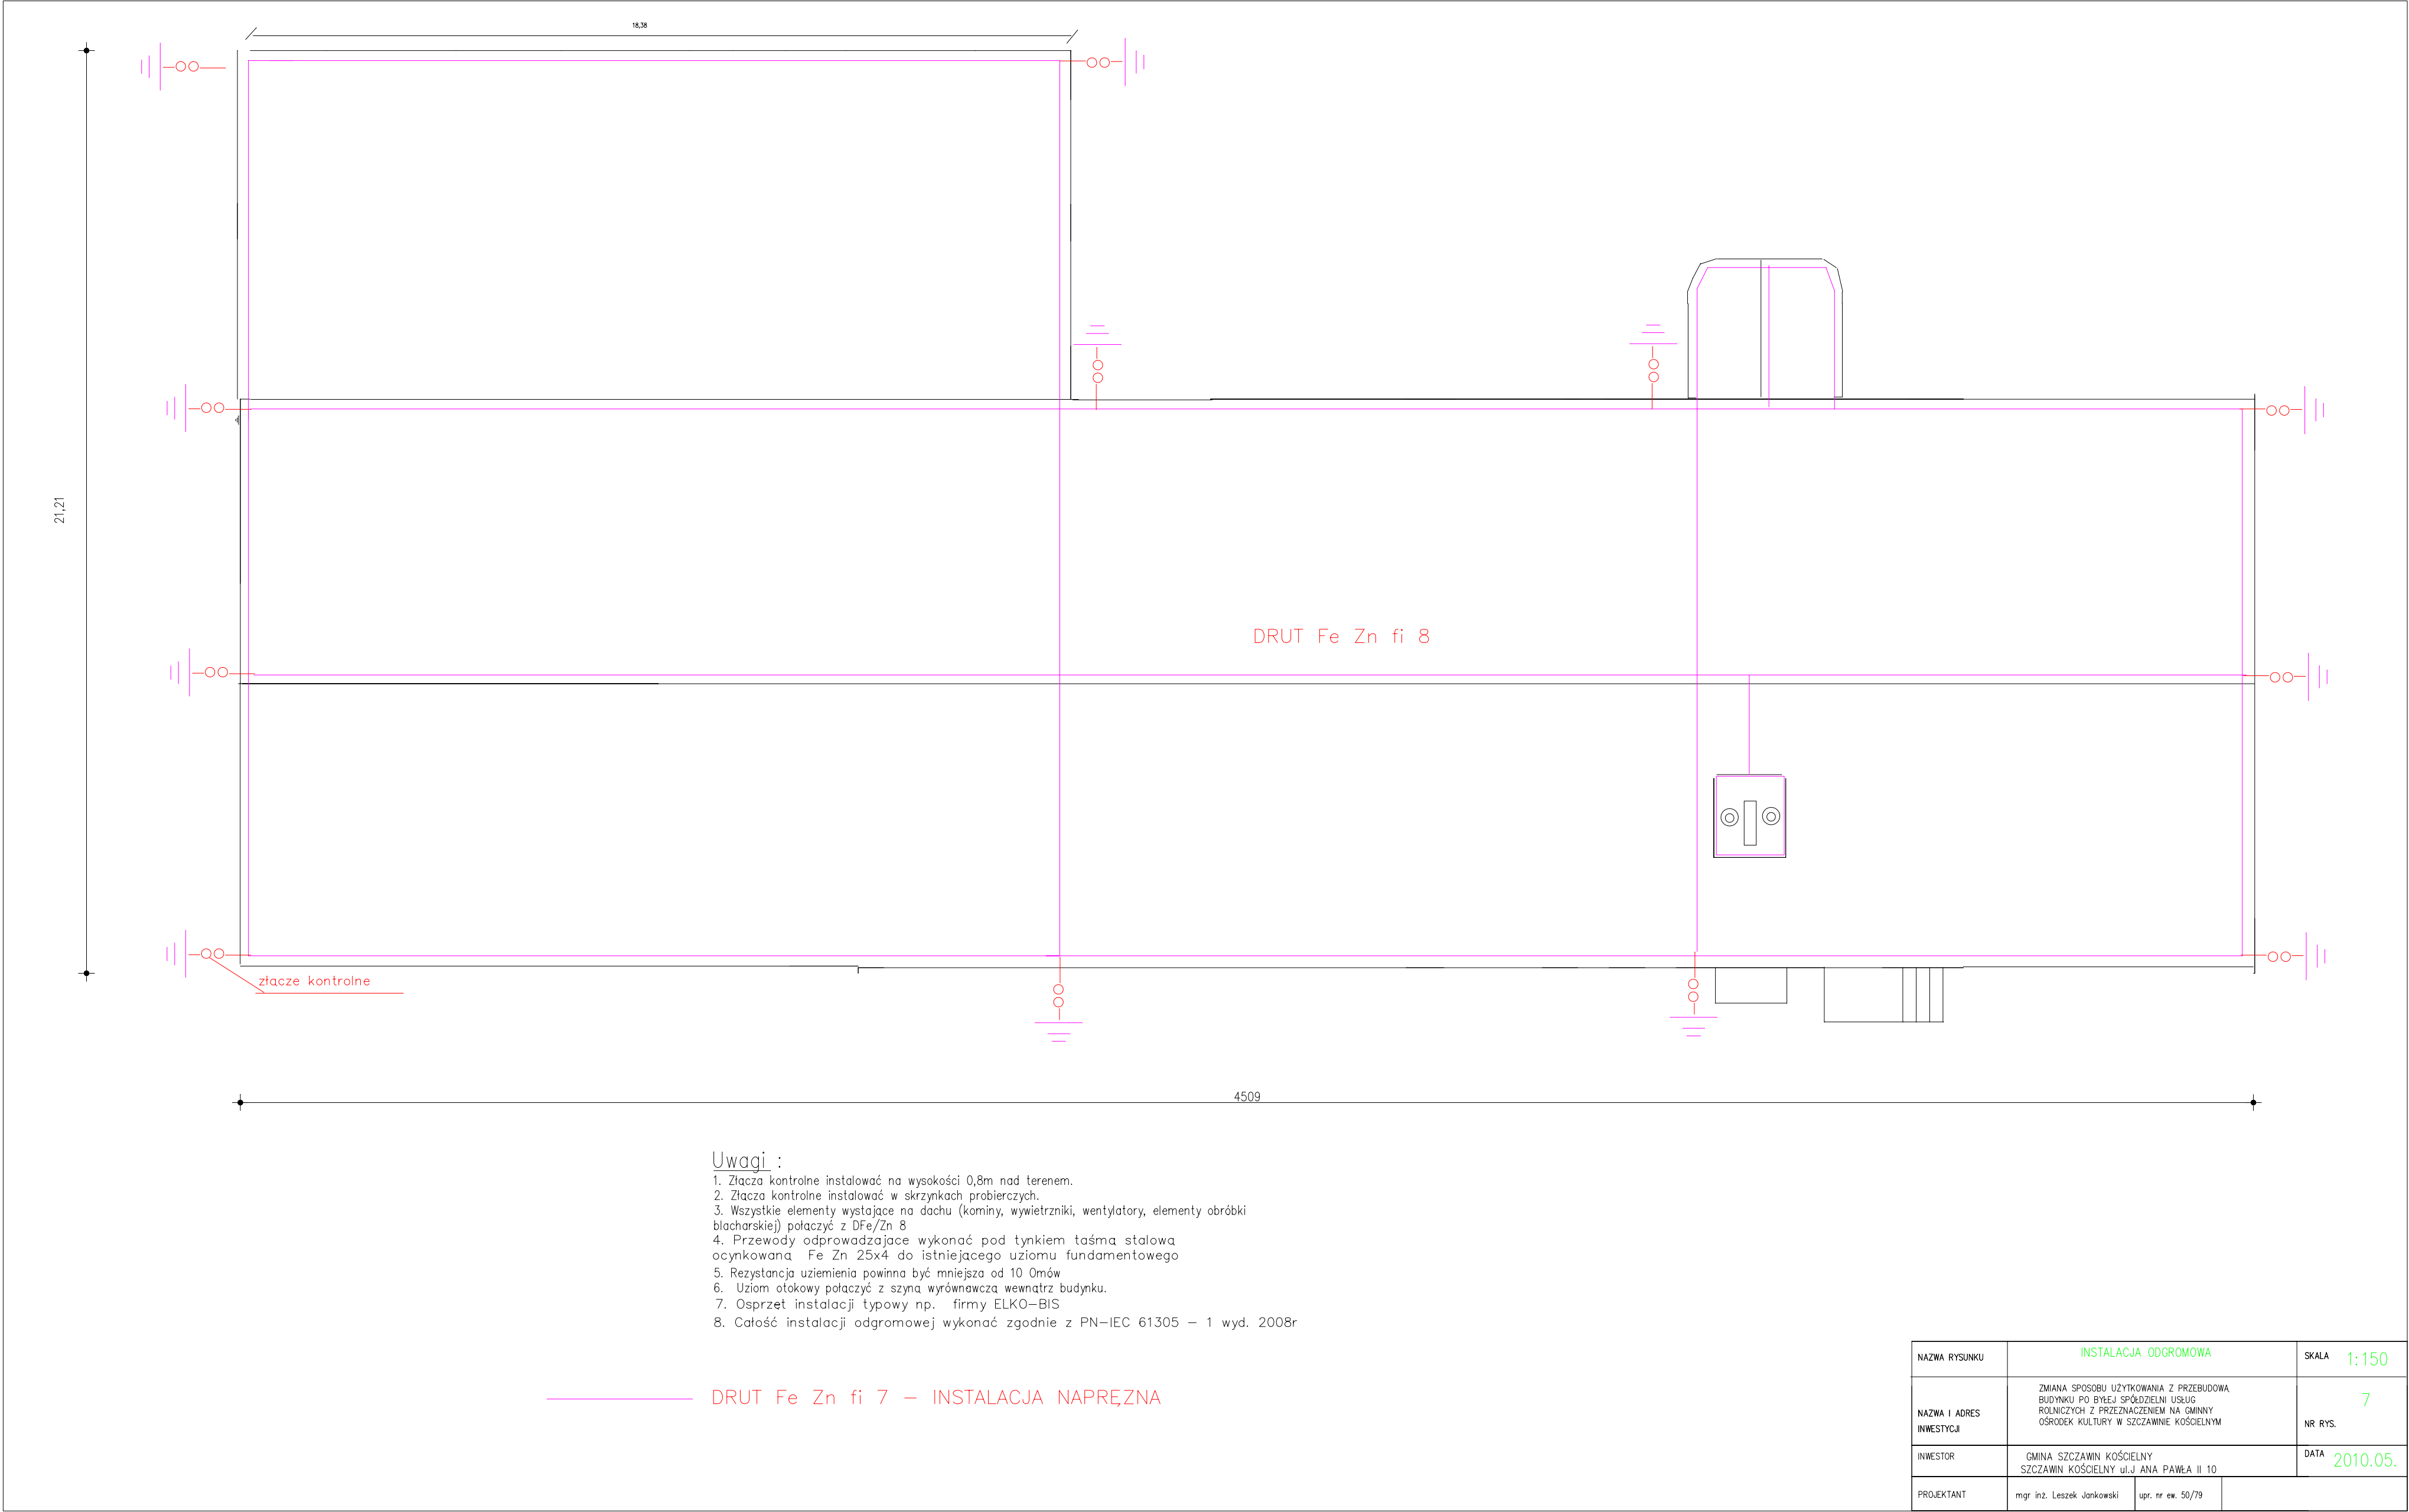 18,38
21,21
DRUT Fe Zn fi 8
złącze kontrolne
4509
Uwagi :
1. Złącza kontrolne instalować na wysokości 0,8m nad terenem.
2. Złącza kontrolne instalować w skrzynkach probierczych.
3. Wszystkie elementy wystające na dachu (kominy, wywietrzniki, wentylatory, elementy obróbki
blacharskiej) połączyć z DFe/Zn 8
4. Przewody odprowadzajace wykonać pod tynkiem taśmą stalową
ocynkowaną Fe Zn 25x4 do istniejącego uziomu fundamentowego
5. Rezystancja uziemienia powinna być mniejsza od 10 Omów
6. Uziom otokowy połączyć z szyną wyrównawczą wewnątrz budynku.
7. Osprzęt instalacji typowy np. firmy ELKO-BIS
8. Całość instalacji odgromowej wykonać zgodnie z PN-IEC 61305 - 1 wyd. 2008r
DRUT Fe Zn fi 7 - INSTALACJA NAPRĘZNA
NAZWA RYSUNKU
INSTALACJA ODGROMOWA
SKALA 1:150
NAZWA I ADRES
INWESTYCJI
ZMIANA SPOSOBU UŻYTKOWANIA Z PRZEBUDOWĄ
BUDYNKU PO BYŁEJ SPÓŁDZIELNI USŁUG
ROLNICZYCH Z PRZEZNACZENIEM NA GMINNY
OŚRODEK KULTURY W SZCZAWINIE KOŚCIELNYM
7
NR RYS.
INWESTOR
GMINA SZCZAWIN KOŚCIELNY
SZCZAWIN KOŚCIELNY ul.J ANA PAWŁA II 10
DATA 2010.05.
PROJEKTANT
mgr inż. Leszek Jankowski
upr. nr ew. 50/79